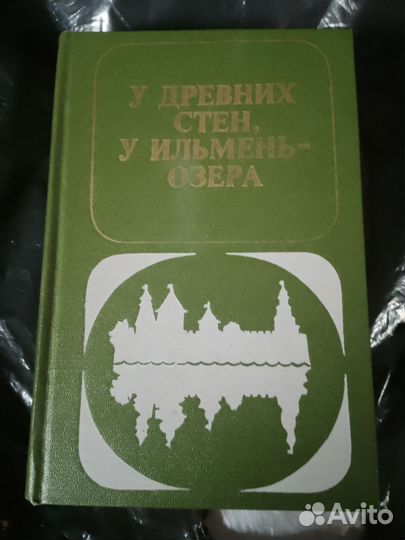 У ДРЕВНИХ
СТЕН,
У ИЛЬМЕНЬ-
ОЗЕРА
Avito